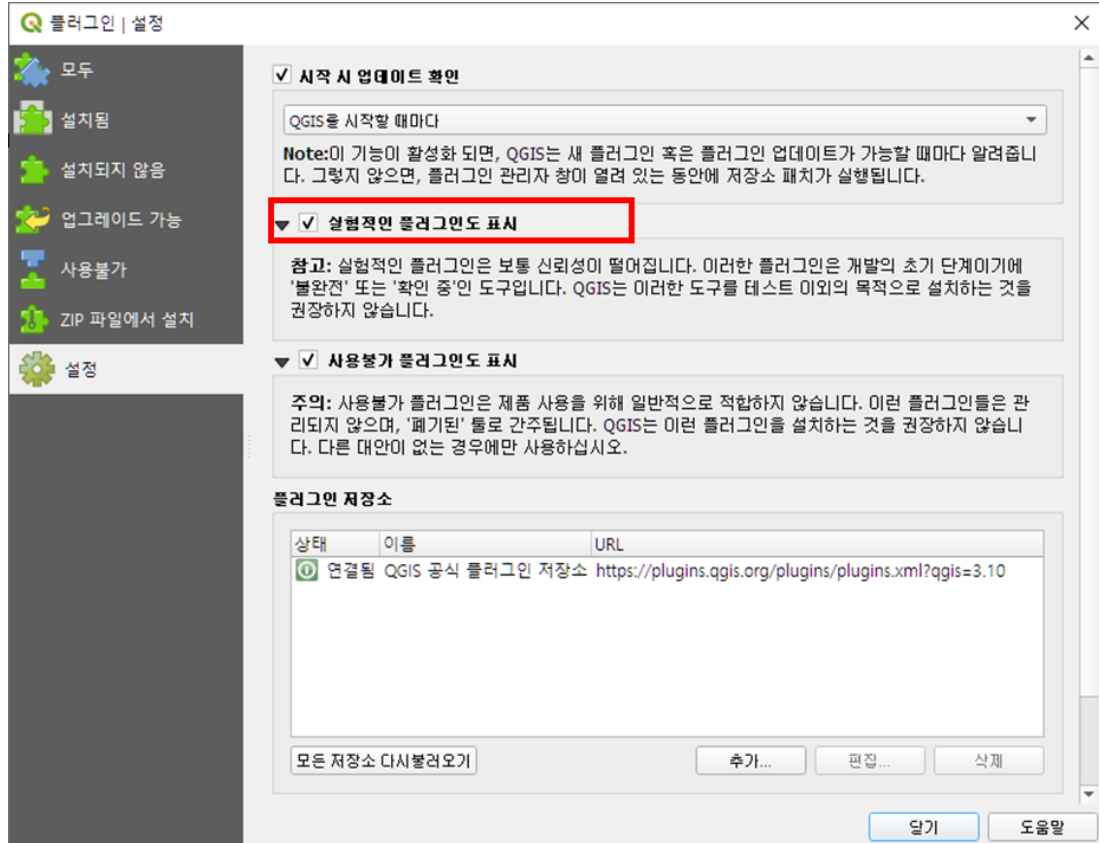 플러그인 | 설정
모두
설치됨
설치되지 않음
업그레이드 가능
사용불가
ZIP 파일에서 설치
설정
시작 시 업데이트 확인
QGIS를 시작할 때마다
Note:이 기능이 활성화 되면, QGIS는 새 플러그인 혹은 플러그인 업데이트가 가능할 때마다 알려줍니
다. 그렇지 않으면, 플러그인 관리자 창이 열려 있는 동안에 저장소 패치가 실행됩니다.
실험적인 플러그인도 표시
참고: 실험적인 플러그인은 보통 신뢰성이 떨어집니다. 이러한 플러그인은 개발의 초기 단계이기에
'불완전' 또는 '확인 중'인 도구입니다. QGIS는 이러한 도구를 테스트 이외의 목적으로 설치하는 것을
권장하지 않습니다.
사용불가 플러그인도 표시
주의: 사용불가 플러그인은 제품 사용을 위해 일반적으로 적합하지 않습니다. 이런 플러그인들은 관
리되지 않으며, '폐기된' 툴로 간주됩니다. QGIS는 이런 플러그인을 설치하는 것을 권장하지 않습니
다. 다른 대안이 없는 경우에만 사용하십시오.
플러그인 저장소
상태 이름 URL
연결됨 QGIS 공식 플러그인 저장소 https://plugins.qgis.org/plugins/plugins.xml?qgis=3.10
모든 저장소 다시불러오기 추가... 편집... 삭제
닫기 도움말